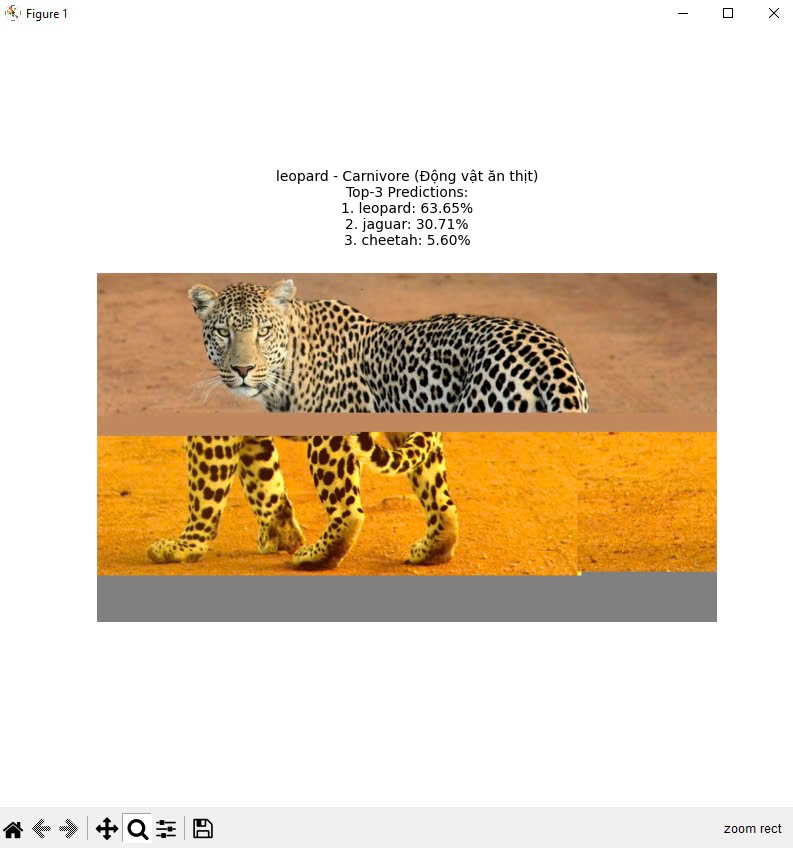 Figure 1
leopard - Carnivore (Động vật ăn thịt)
Top-3 Predictions:
1. leopard: 63.65%
2. jaguar: 30.71%
3. cheetah: 5.60%
zoom rect